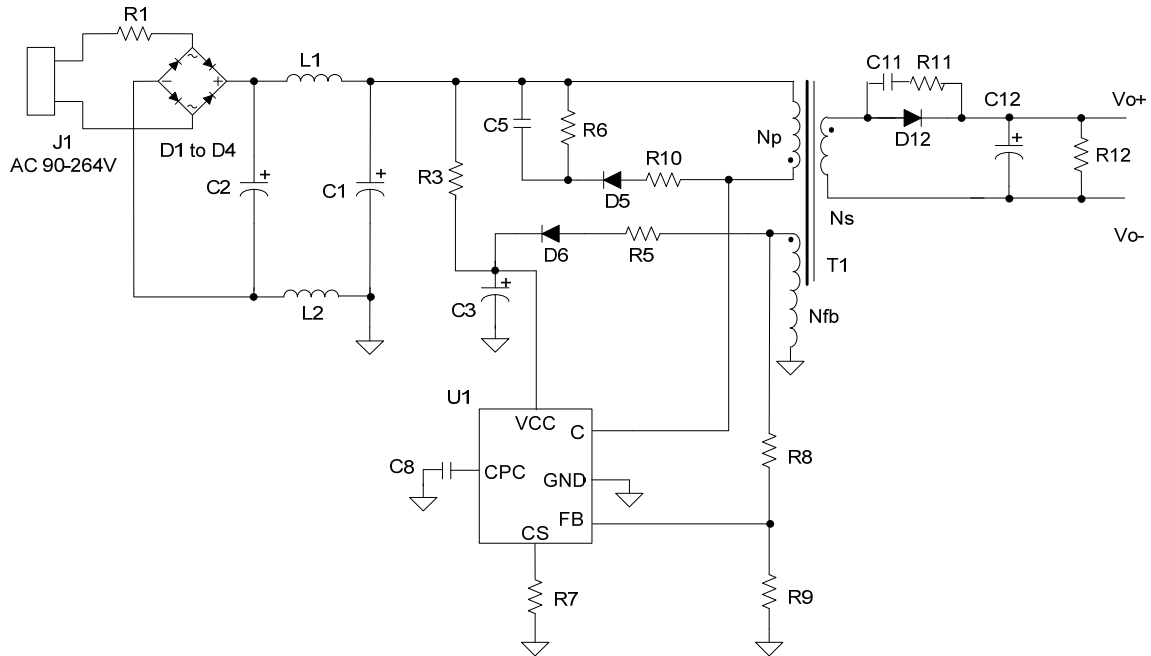 R1
L1
C11
R11
C12
Vo+
J1
AC 90-264V
D1 to D4
C5
R6
Np
D12
R12
C2
C1
R3
R10
D5
Ns
Vo-
D6
R5
T1
L2
C3
Nfb
U1
VCC
C
C8
CPC
GND
R8
FB
CS
R7
R9
~
~
-
+
+
+
+
+